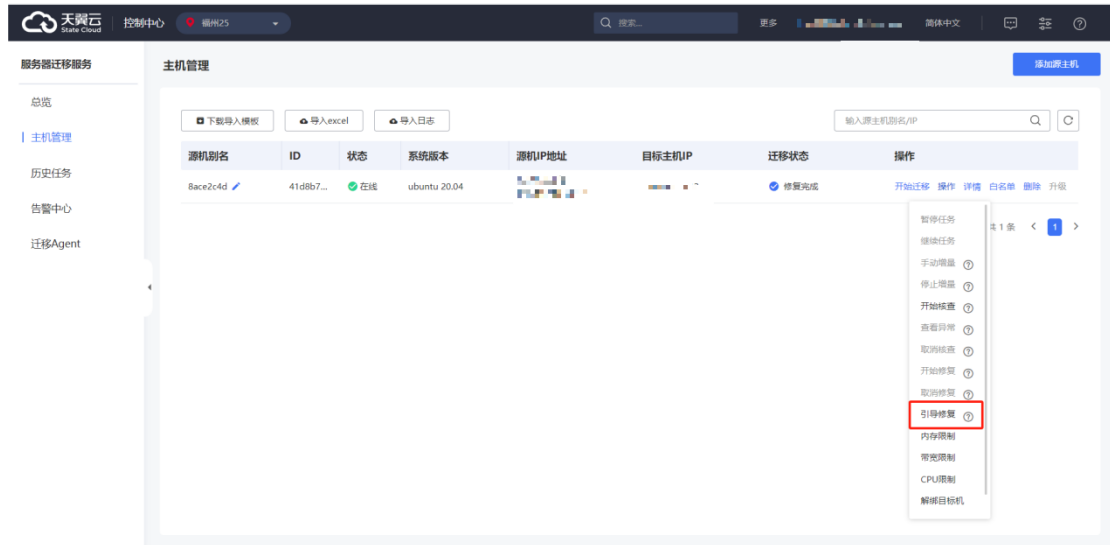 天翼云
State Cloud
控制中心
福州25
搜索...
更多
简体中文
服务器迁移服务
总览
主机管理
历史任务
告警中心
迁移Agent
主机管理
添加源主机
下载导入模板
导入excel
导入日志
输入源主机别名/IP
源机别名 ID 状态 系统版本 源机IP地址 目标主机IP 迁移状态 操作
8ace2c4d 41d8b7... 在线 ubuntu 20.04 修复完成 开始迁移 操作 详情 白名单 删除 升级
共 1 条 1
暂停任务
继续任务
手动增量
停止增量
开始核查
查看异常
取消核查
开始修复
取消修复
引导修复
内存限制
带宽限制
CPU限制
解绑目标机